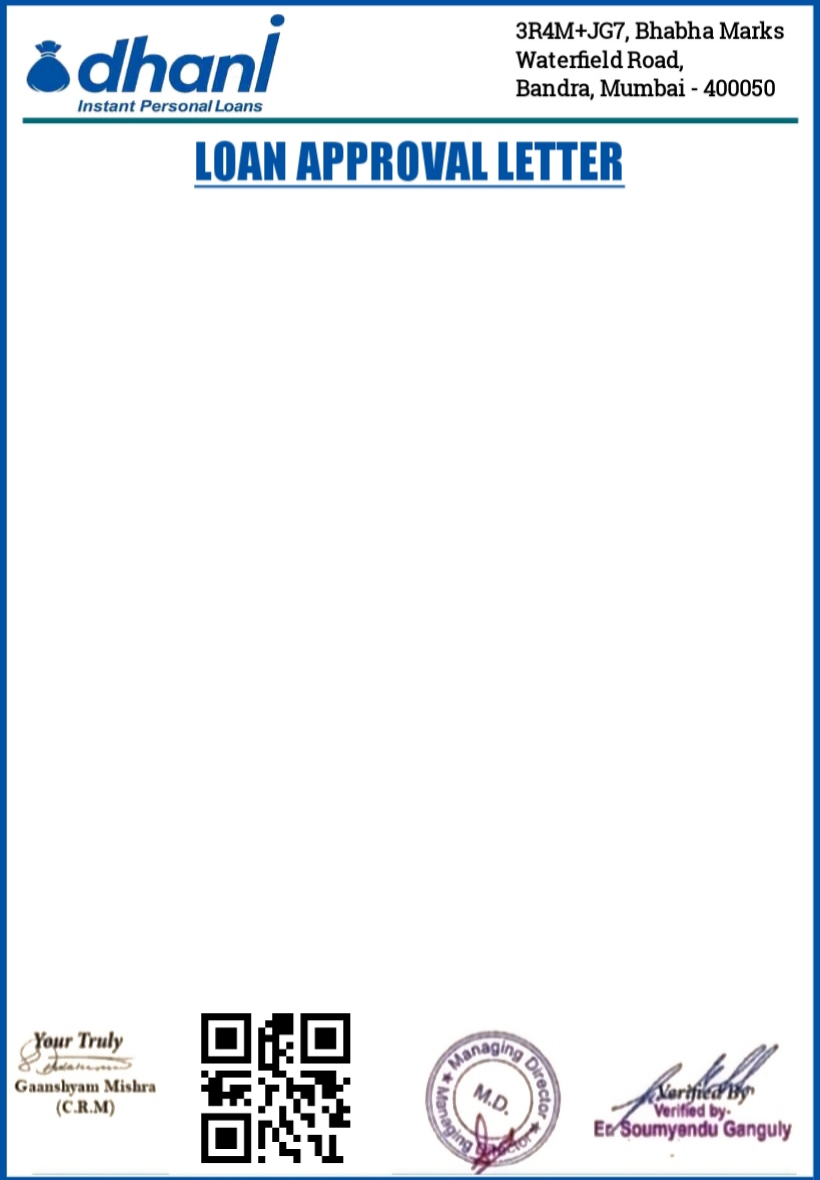 dhani
Instant Personal Loans
3R4M+JG7, Bhabha Marks
Waterfield Road,
Bandra, Mumbai - 400050
LOAN APPROVAL LETTER
Your Truly
Gaanshyam Mishra
(C.R.M)
Managing Director
M.D.
Managing Director
Verified By
Verified by-
Er Soumyendu Ganguly